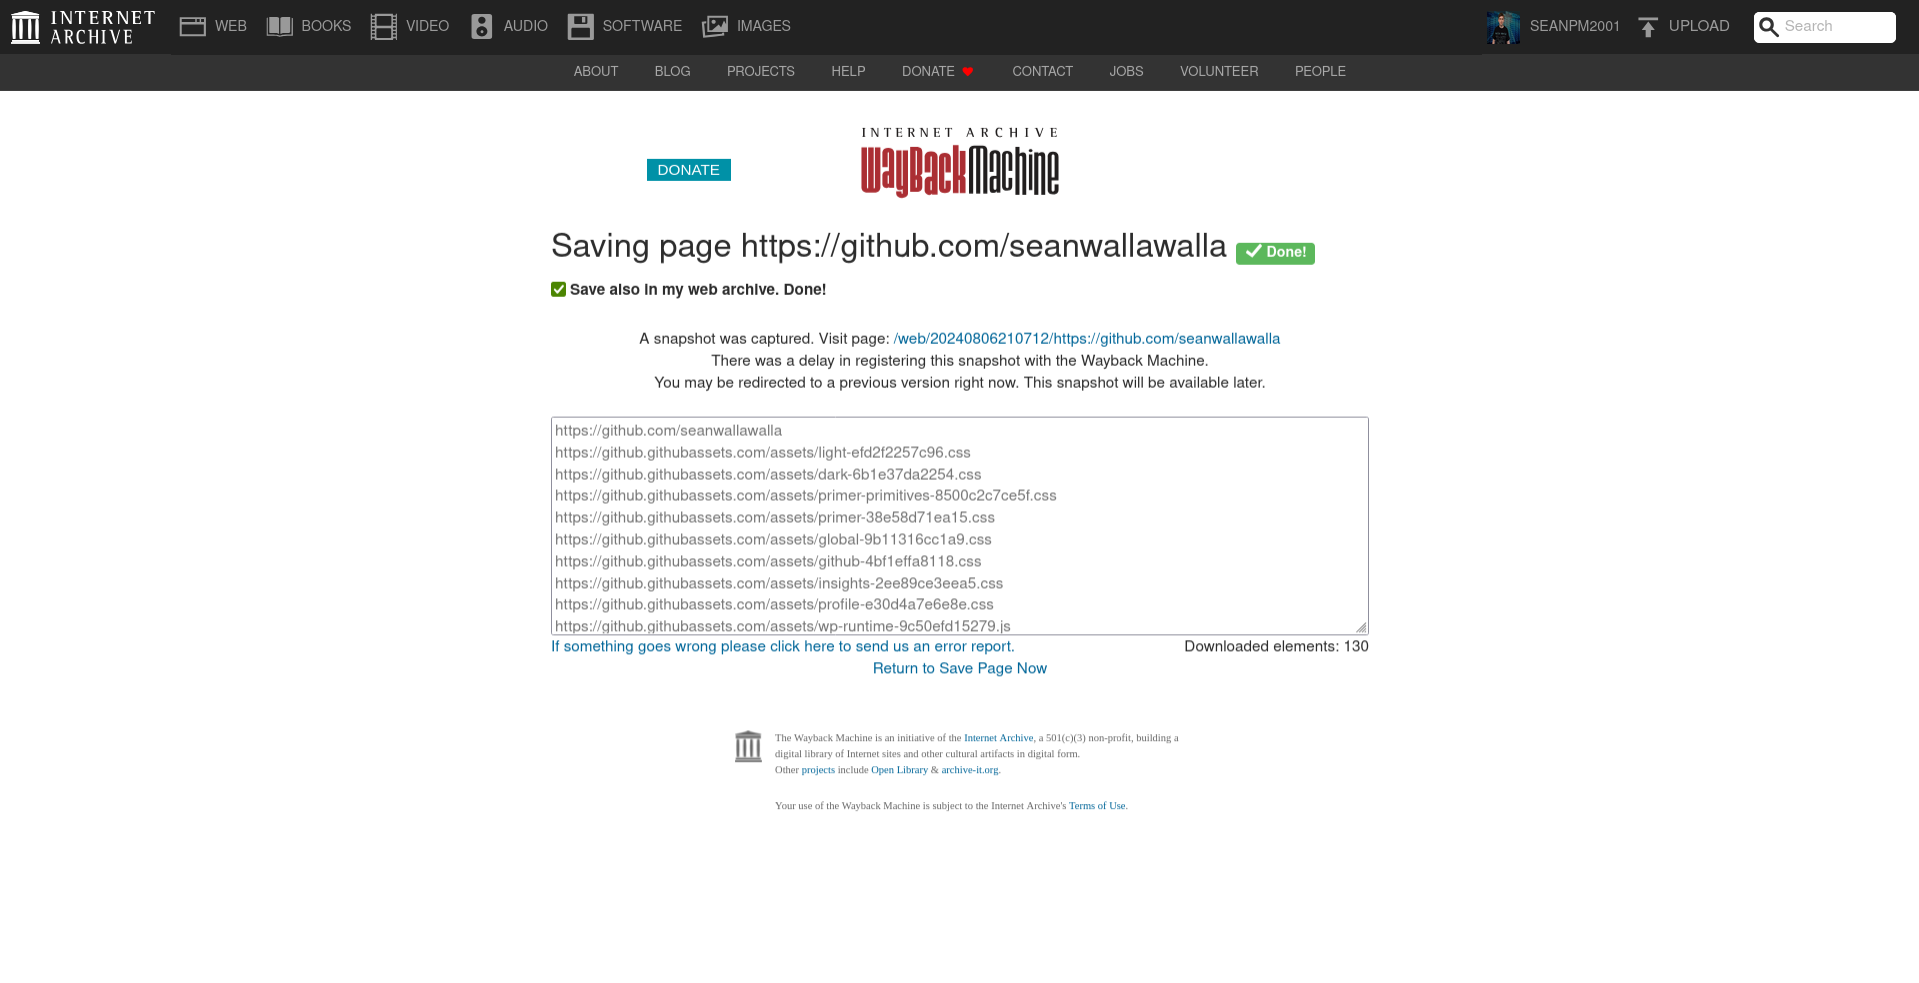 INTERNET ARCHIVE
WEB BOOKS VIDEO AUDIO SOFTWARE IMAGES SEANPM2001 UPLOAD Search
ABOUT BLOG PROJECTS HELP DONATE CONTACT JOBS VOLUNTEER PEOPLE
INTERNET ARCHIVE
WayBackMachine
DONATE
Saving page https://github.com/seanwallawalla Done!
Save also in my web archive. Done!
A snapshot was captured. Visit page: /web/20240806210712/https://github.com/seanwallawalla
There was a delay in registering this snapshot with the Wayback Machine.
You may be redirected to a previous version right now. This snapshot will be available later.
https://github.com/seanwallawalla
https://github.githubassets.com/assets/light-efd2f2257c96.css
https://github.githubassets.com/assets/dark-6b1e37da2254.css
https://github.githubassets.com/assets/primer-primitives-8500c2c7ce5f.css
https://github.githubassets.com/assets/primer-38e58d71ea15.css
https://github.githubassets.com/assets/global-9b11316cc1a9.css
https://github.githubassets.com/assets/github-4bf1effa8118.css
https://github.githubassets.com/assets/insights-2ee89ce3eea5.css
https://github.githubassets.com/assets/profile-e30d4a7e6e8e.css
https://github.githubassets.com/assets/wp-runtime-9c50efd15279.js
If something goes wrong please click here to send us an error report. Downloaded elements: 130
Return to Save Page Now
The Wayback Machine is an initiative of the Internet Archive, a 501(c)(3) non-profit, building a
digital library of Internet sites and other cultural artifacts in digital form.
Other projects include Open Library & archive-it.org.
Your use of the Wayback Machine is subject to the Internet Archive's Terms of Use.